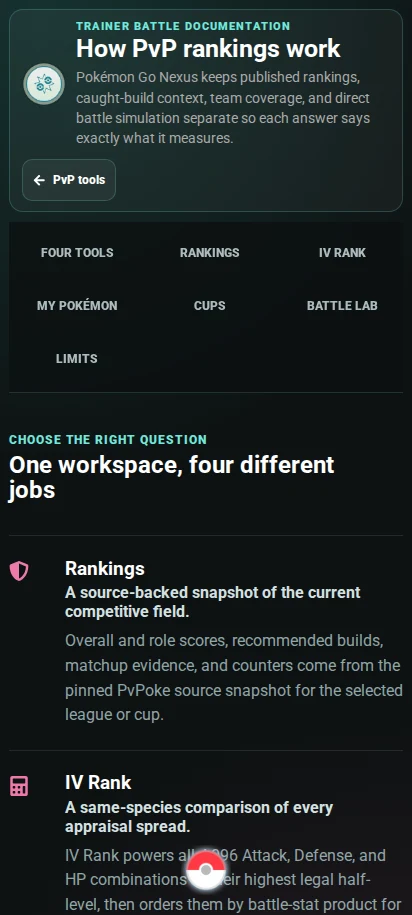 TRAINER BATTLE DOCUMENTATION
How PvP rankings work
Pokémon Go Nexus keeps published rankings,
caught-build context, team coverage, and direct
battle simulation separate so each answer says
exactly what it measures.
PvP tools
FOUR TOOLS RANKINGS IV RANK
MY POKÉMON CUPS BATTLE LAB
LIMITS
CHOOSE THE RIGHT QUESTION
One workspace, four different
jobs
Rankings
A source-backed snapshot of the current
competitive field.
Overall and role scores, recommended builds,
matchup evidence, and counters come from the
pinned PvPoke source snapshot for the selected
league or cup.
IV Rank
A same-species comparison of every
appraisal spread.
IV Rank powers all Attack, Defense, and
HP combinations highest legal half-
level, then orders them by battle-stat product for